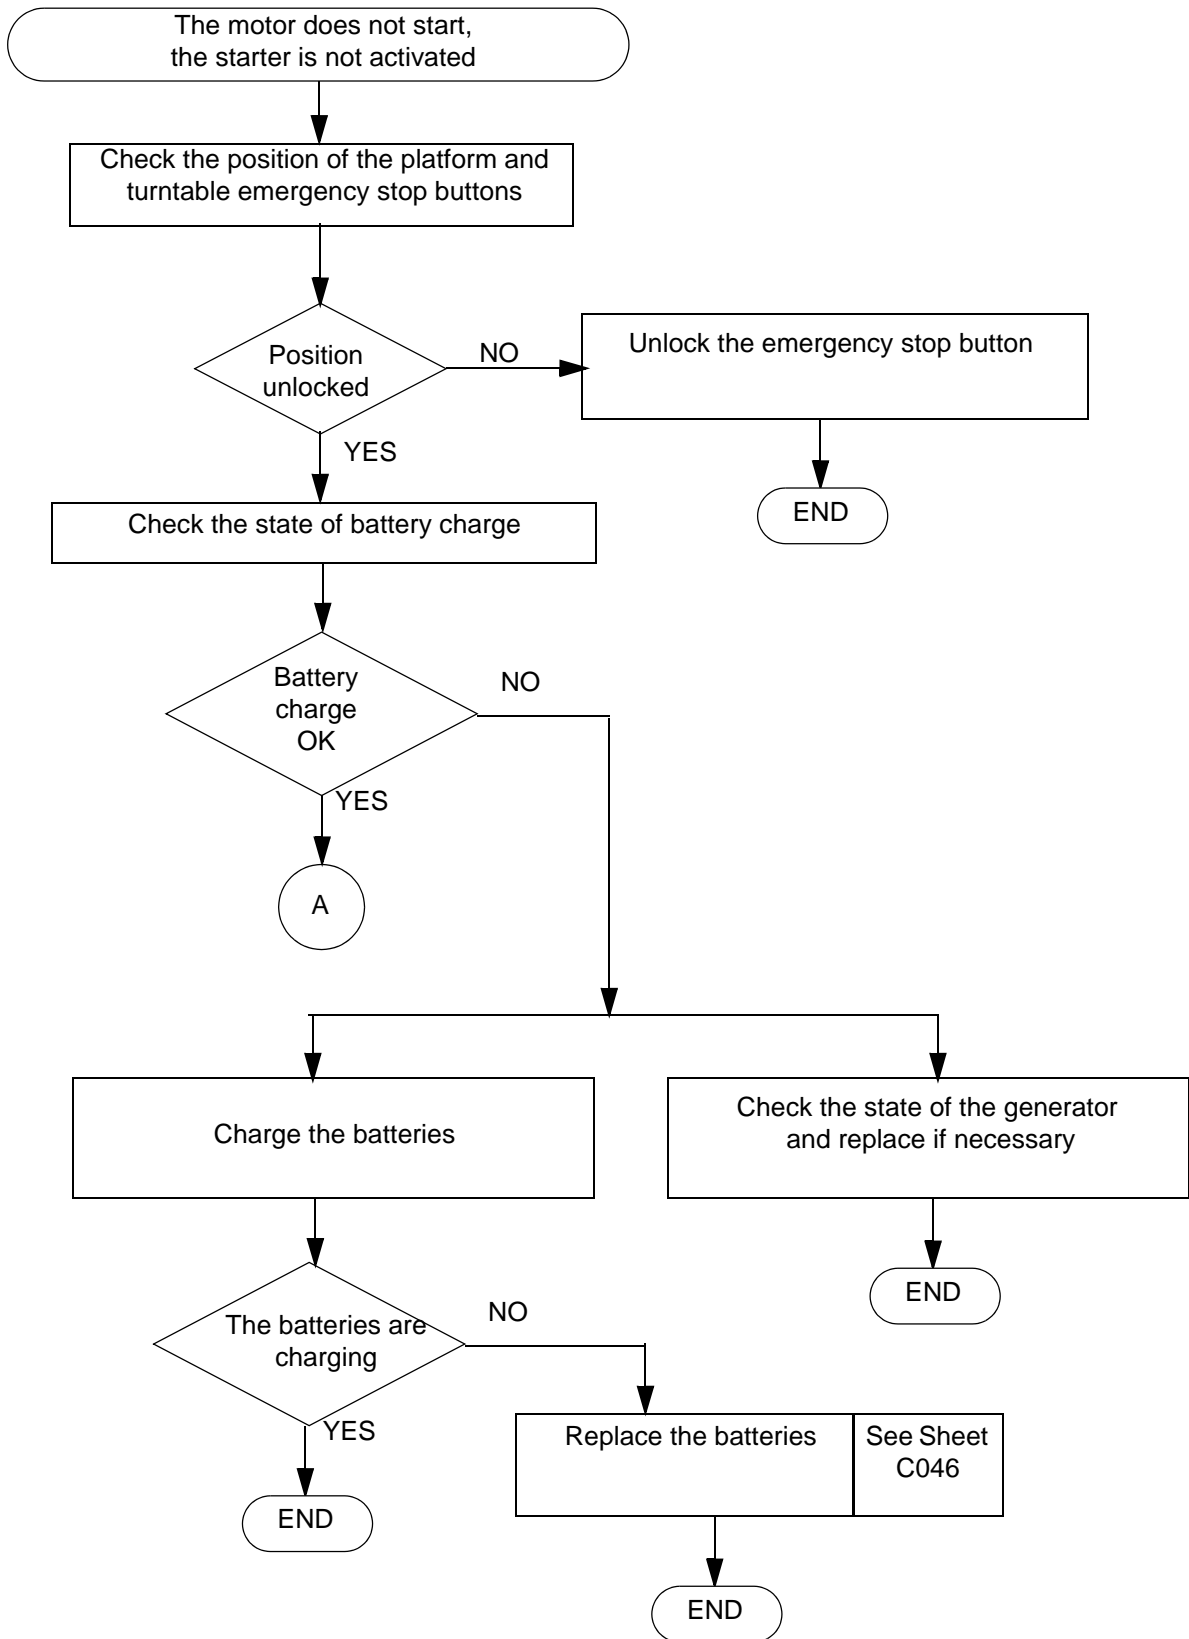 The motor does not start,
the starter is not activated
Check the position of the platform and
turntable emergency stop buttons
Position
unlocked
NO
Unlock the emergency stop button
YES
END
Check the state of battery charge
Battery
charge
OK
NO
YES
A
Charge the batteries
Check the state of the generator
and replace if necessary
END
The batteries are
charging
NO
YES
END
Replace the batteries
See Sheet
C046
END